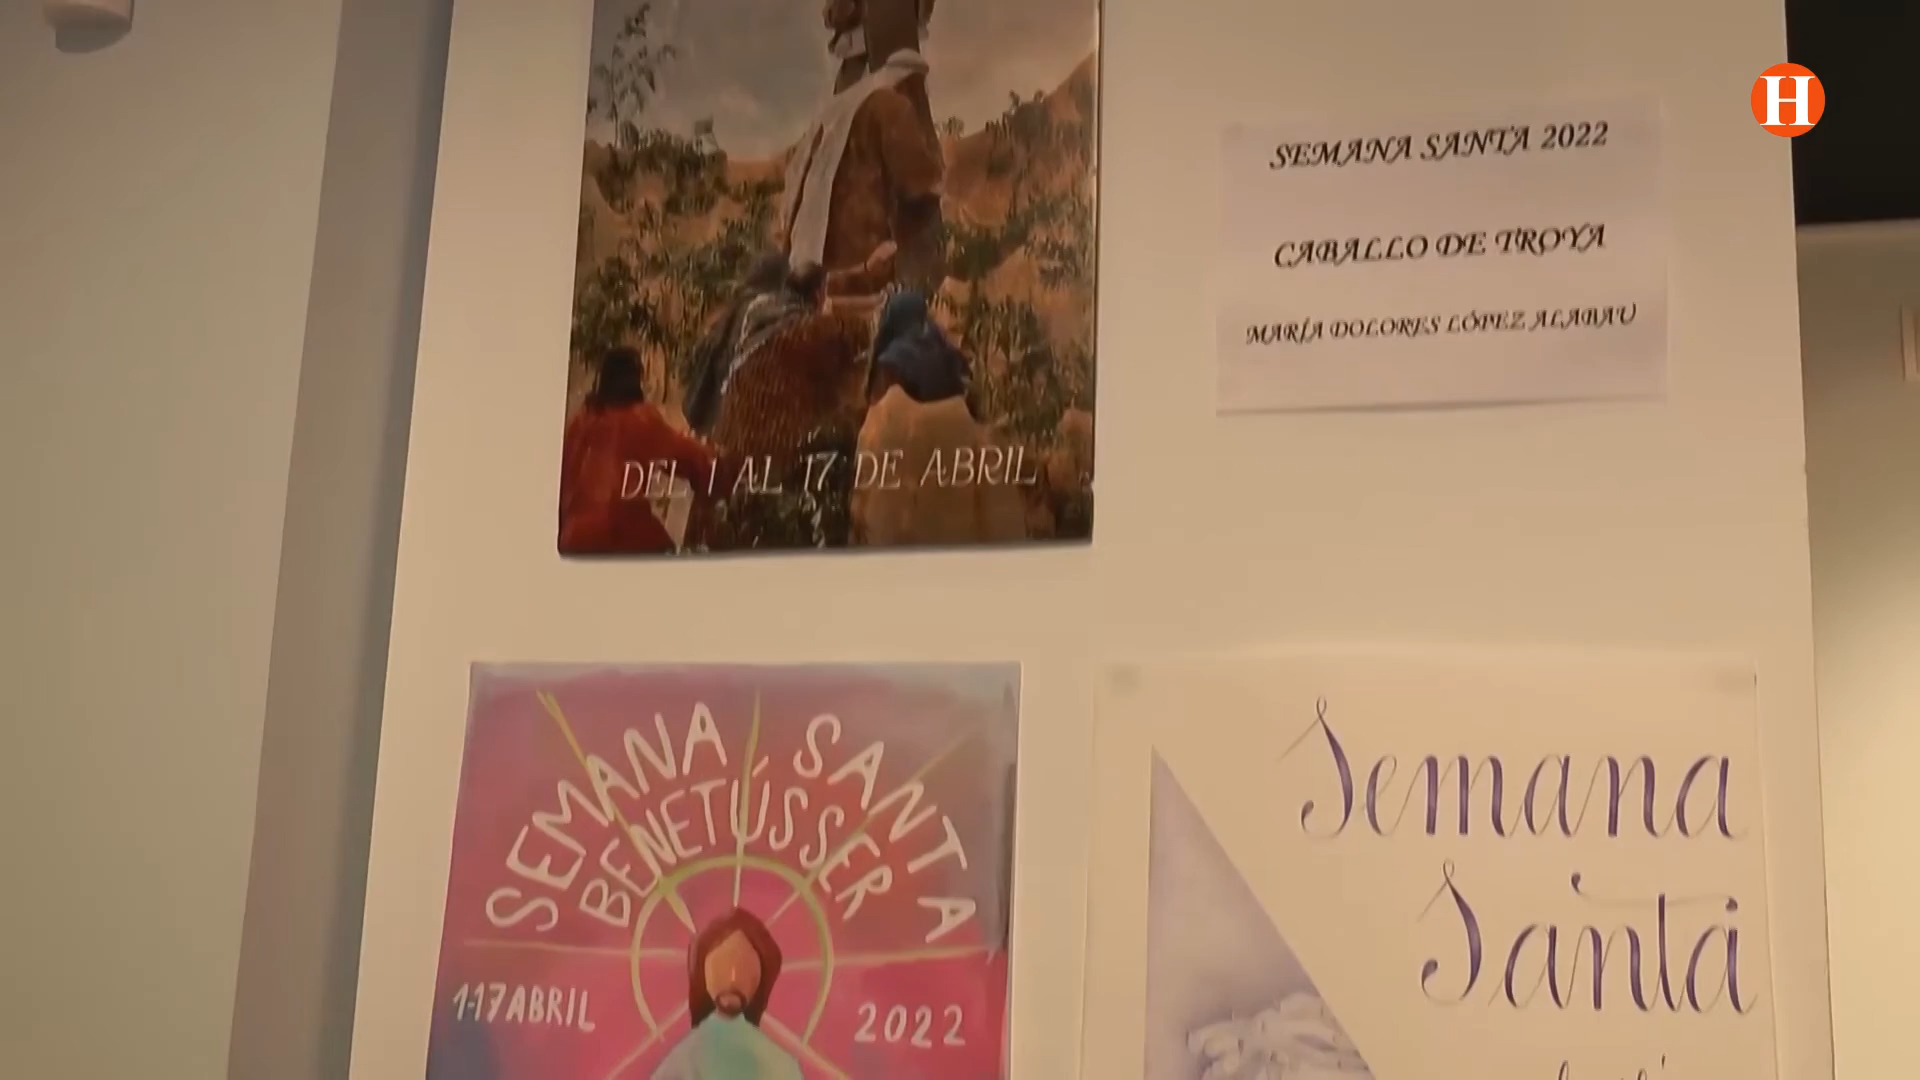 H
SEMANA SANTA 2022
CABALLO DE TROYA
MARÍA DOLORES LÓPEZ ALABAU
DEL 1 AL 17 DE ABRIL
SEMANA SANTA
BENETÚSSER
1-17 ABRIL 2022
Semana
Santa